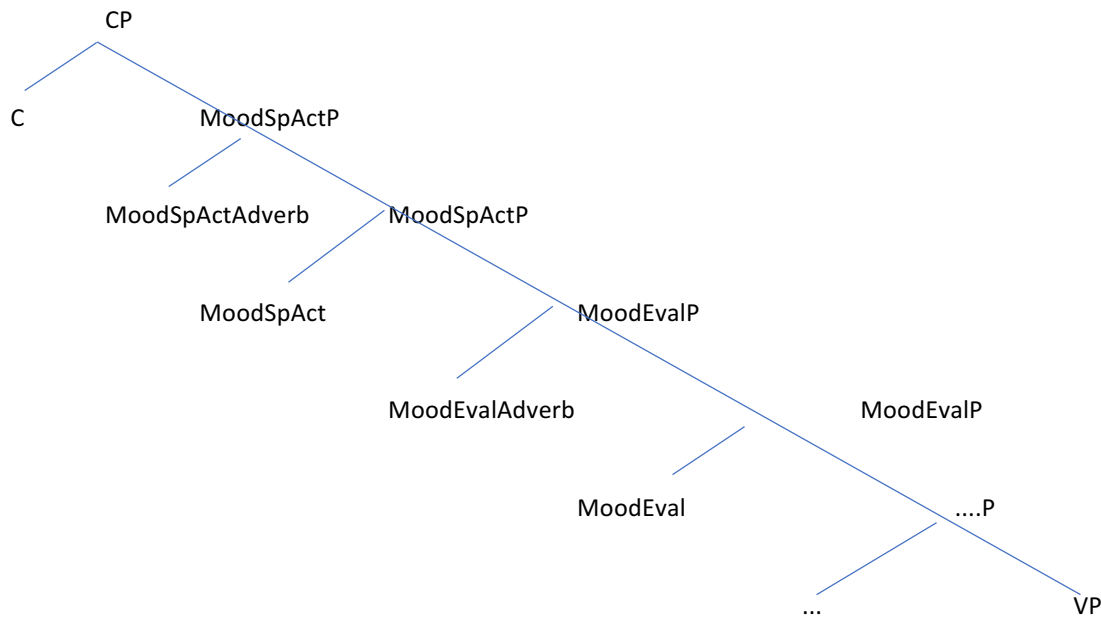 CP
C
MoodSpActP
MoodSpActAdverb
MoodSpActP
MoodSpAct
MoodEvalP
MoodEvalAdverb
MoodEvalP
MoodEval
....P
...
VP